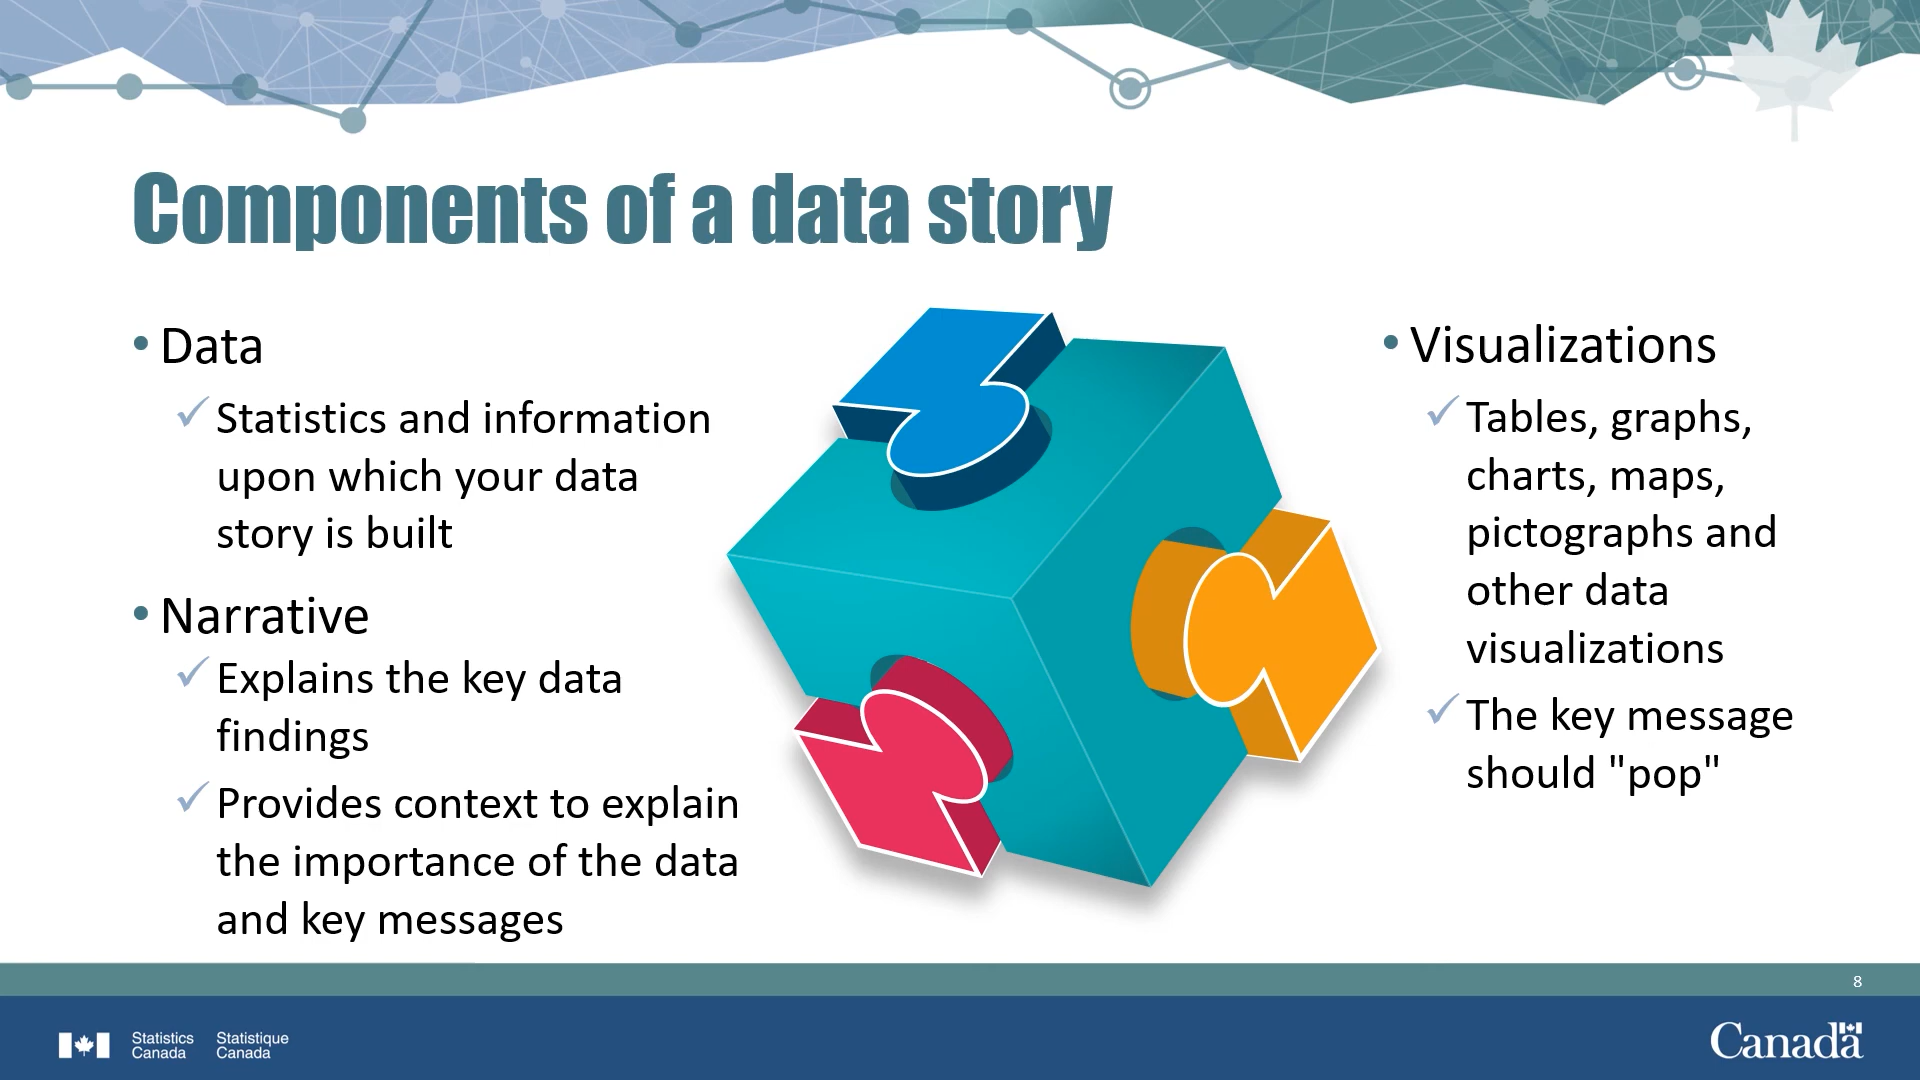 Components of a data story
• Data
✓ Statistics and information
upon which your data
story is built
• Narrative
✓ Explains the key data
findings
✓ Provides context to explain
the importance of the data
and key messages
• Visualizations
✓ Tables, graphs,
charts, maps,
pictographs and
other data
visualizations
✓ The key message
should "pop"
8
Statistics Canada
Statistique Canada
Canada